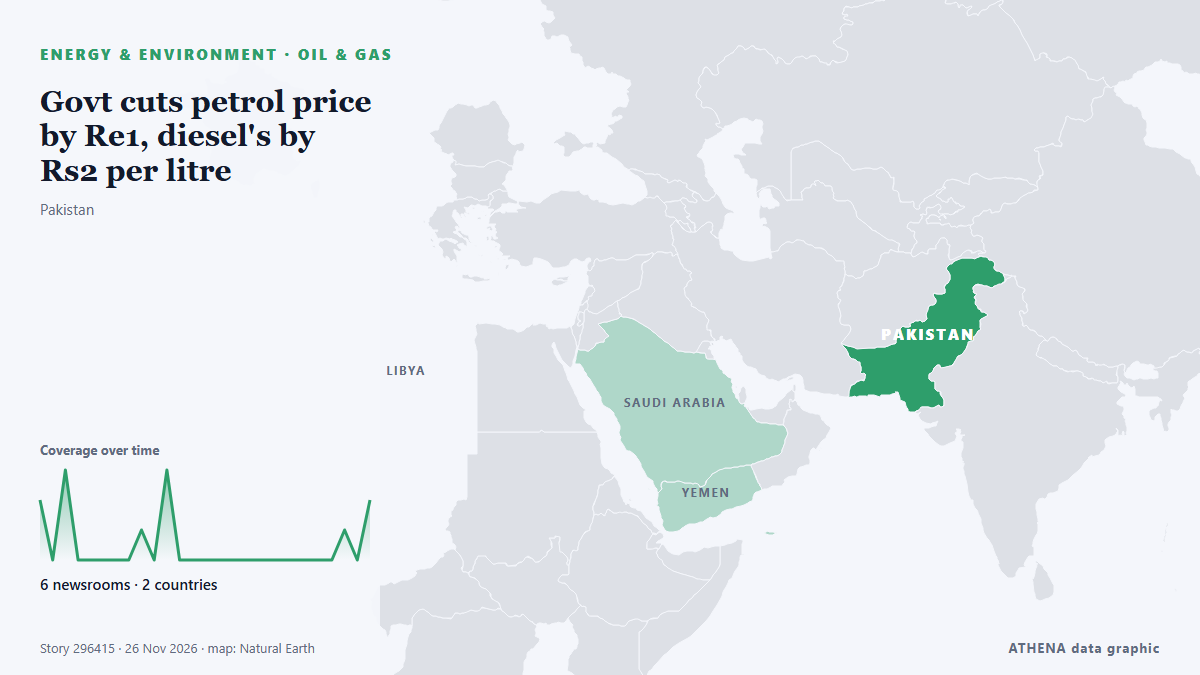 ENERGY & ENVIRONMENT · OIL & GAS
Govt cuts petrol price
by Re1, diesel's by
Rs2 per litre
Pakistan
PAKISTAN
LIBYA
SAUDI ARABIA
YEMEN
Coverage over time
6 newsrooms · 2 countries
Story 296415 · 26 Nov 2026 · map: Natural Earth
ATHENA data graphic